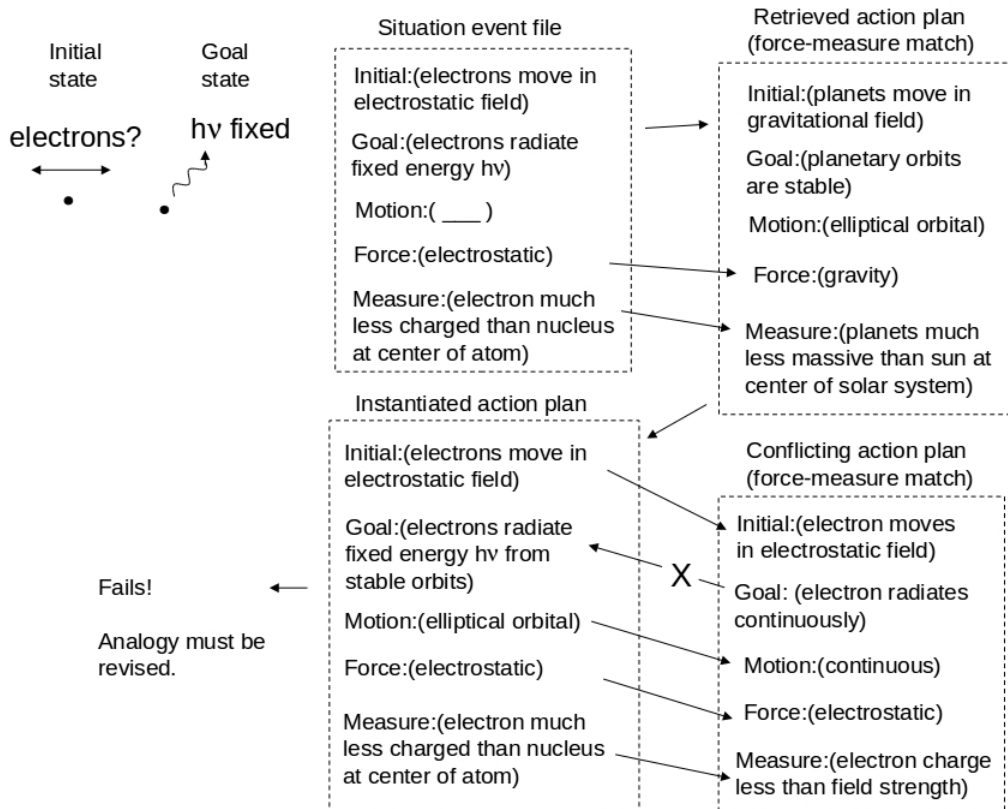 Initial
state
Goal
state
electrons?
hν fixed
Situation event file
Initial:(electrons move in
electrostatic field)
Goal:(electrons radiate
fixed energy hν)
Motion:( ___ )
Force:(electrostatic)
Measure:(electron much
less charged than nucleus
at center of atom)
Retrieved action plan
(force-measure match)
Initial:(planets move in
gravitational field)
Goal:(planetary orbits
are stable)
Motion:(elliptical orbital)
Force:(gravity)
Measure:(planets much
less massive than sun at
center of solar system)
Instantiated action plan
Initial:(electrons move in
electrostatic field)
Goal:(electrons radiate
fixed energy hν from
stable orbits)
Motion:(elliptical orbital)
Force:(electrostatic)
Measure:(electron much
less charged than nucleus
at center of atom)
X
Conflicting action plan
(force-measure match)
Initial:(electron moves
in electrostatic field)
Goal: (electron radiates
continuously)
Motion:(continuous)
Force:(electrostatic)
Measure:(electron charge
less than field strength)
Fails!
Analogy must be
revised.